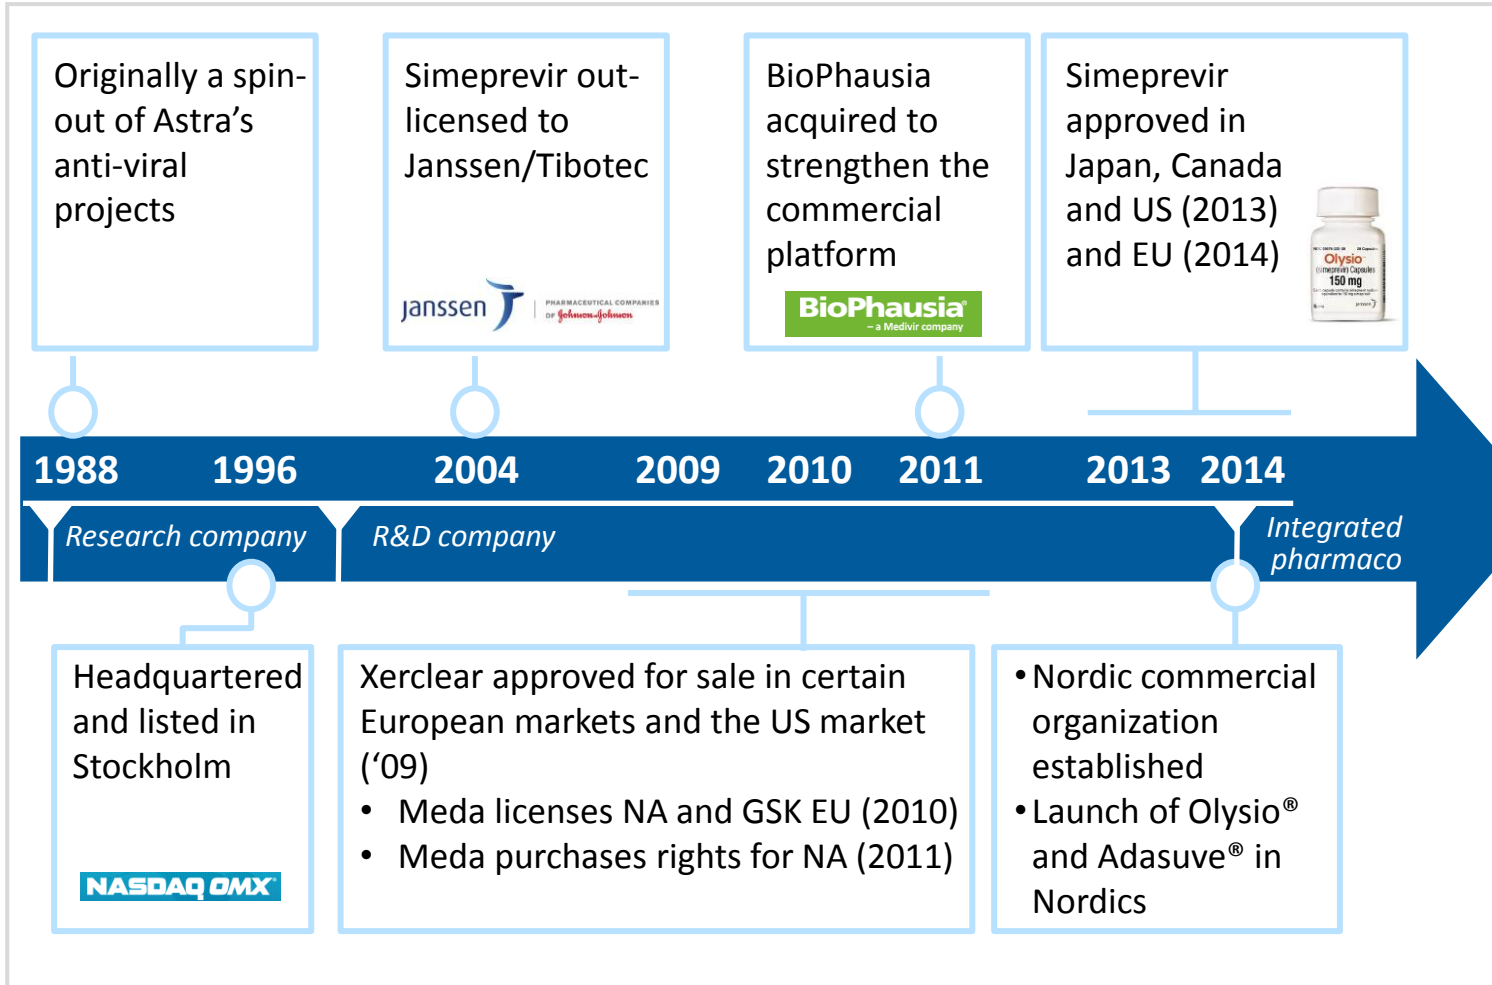 Originally a spin-
out of Astra’s
anti-viral
projects
Simeprevir out-
licensed to
Janssen/Tibotec
janssen
PHARMACEUTICAL COMPANIES
OF Johnson & Johnson
BioPhausia
acquired to
strengthen the
commercial
platform
BioPhausia®
– a Medivir company
Simeprevir
approved in
Japan, Canada
and US (2013)
and EU (2014)
Olysio™
(simeprevir) Capsules
150 mg
janssen
1988 1996 2004 2009 2010 2011 2013 2014
Research company
R&D company
Integrated
pharmaco
Headquartered
and listed in
Stockholm
NASDAQ OMX®
Xerclear approved for sale in certain
European markets and the US market
(‘09)
• Meda licenses NA and GSK EU (2010)
• Meda purchases rights for NA (2011)
• Nordic commercial
organization
established
• Launch of Olysio®
and Adasuve® in
Nordics